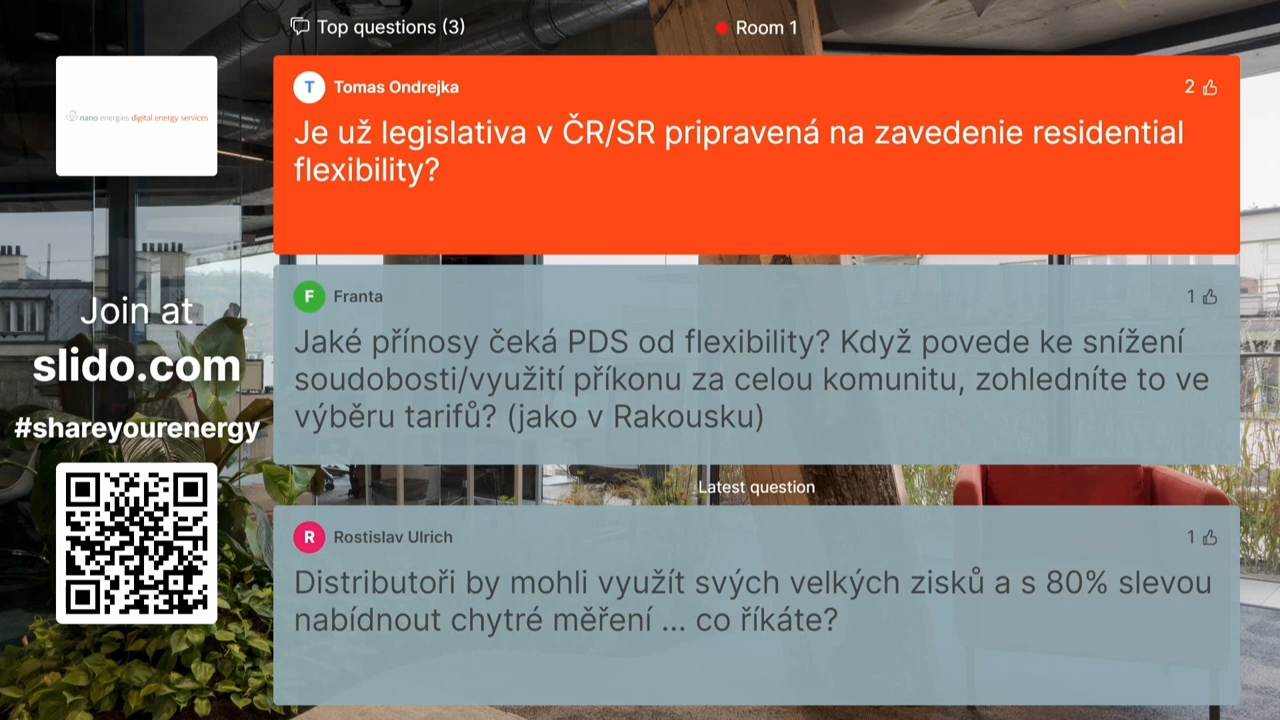 Top questions (3)
Room 1
nano energies digital energy services
Join at
slido.com
#shareyourenergy
T
Tomas Ondrejka
2
Je už legislativa v ČR/SR pripravená na zavedenie residential
flexibility?
F
Franta
1
Jaké přínosy čeká PDS od flexibility? Když povede ke snížení
soudobosti/využití příkonu za celou komunitu, zohledníte to ve
výběru tarifů? (jako v Rakousku)
Latest question
R
Rostislav Ulrich
1
Distributoři by mohli využít svých velkých zisků a s 80% slevou
nabídnout chytré měření ... co říkáte?